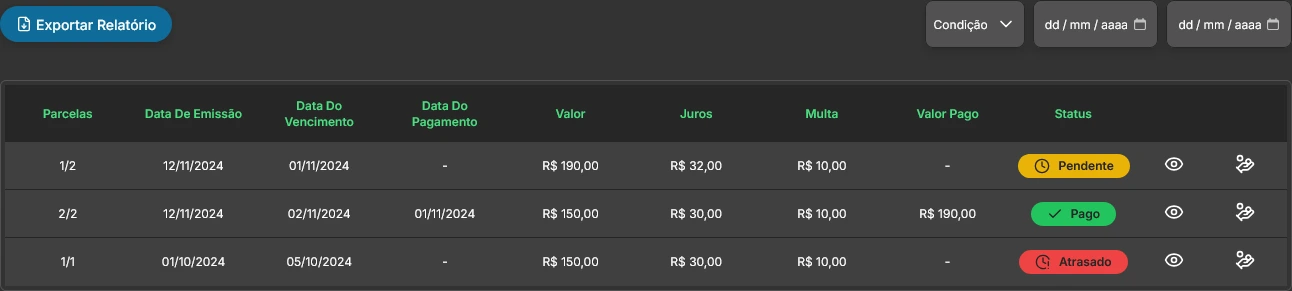 Exportar Relatório
Condição
dd / mm / aaaa
dd / mm / aaaa
Parcelas Data De Emissão Data Do Vencimento Data Do Pagamento Valor Juros Multa Valor Pago Status
1/2 12/11/2024 01/11/2024 - R$ 190,00 R$ 32,00 R$ 10,00 - Pendente
2/2 12/11/2024 02/11/2024 01/11/2024 R$ 150,00 R$ 30,00 R$ 10,00 R$ 190,00 Pago
1/1 01/10/2024 05/10/2024 - R$ 150,00 R$ 30,00 R$ 10,00 - Atrasado